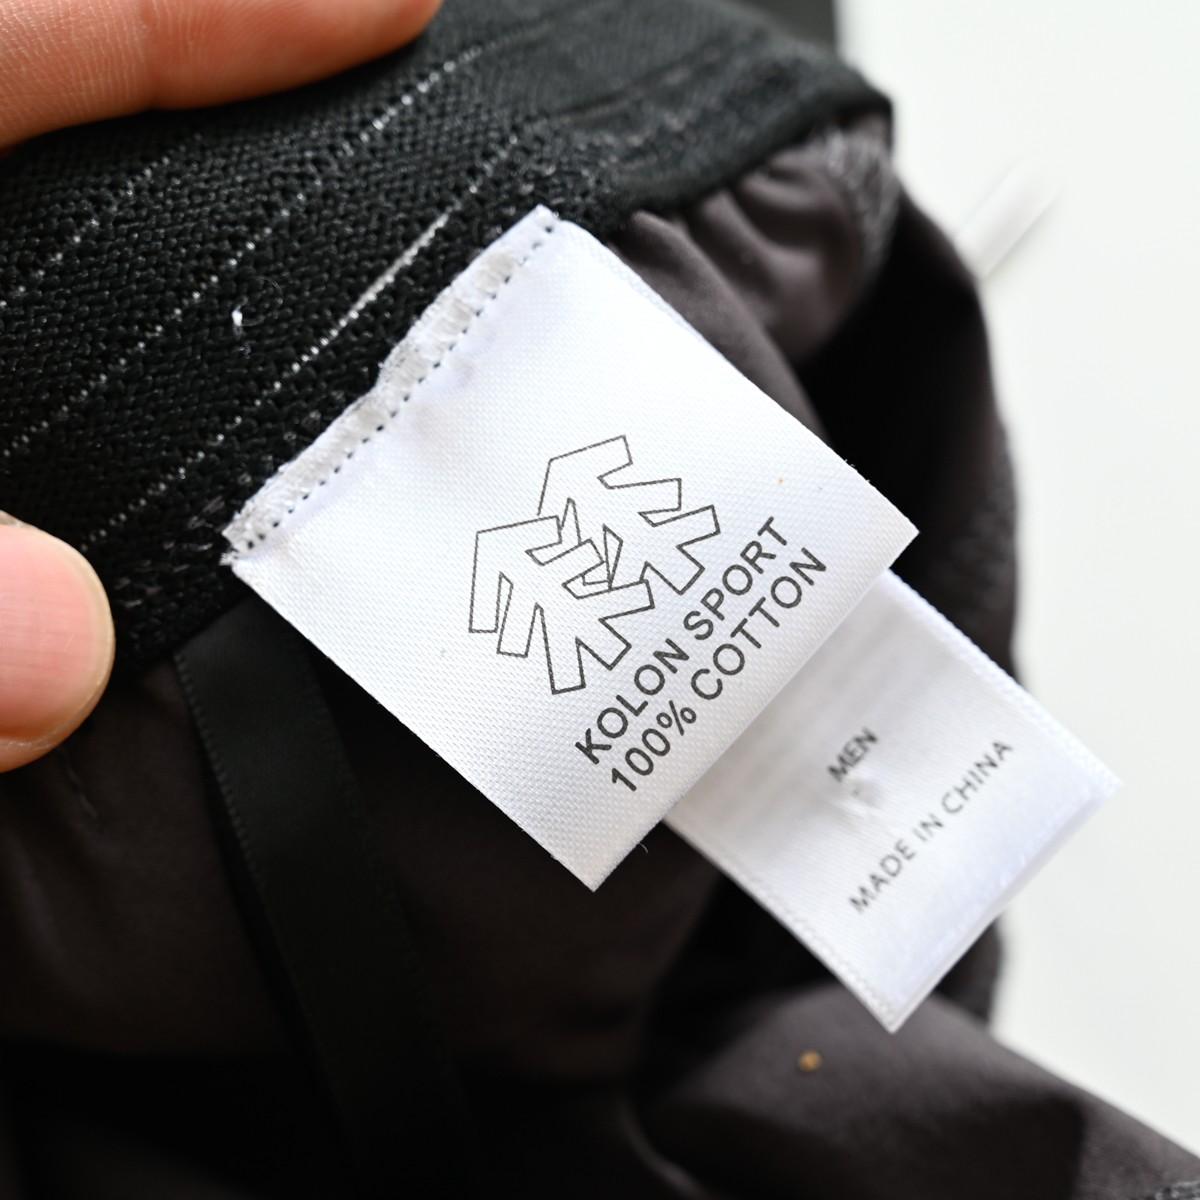 KOLON SPORT
100% COTTON
MEN
MADE IN CHINA